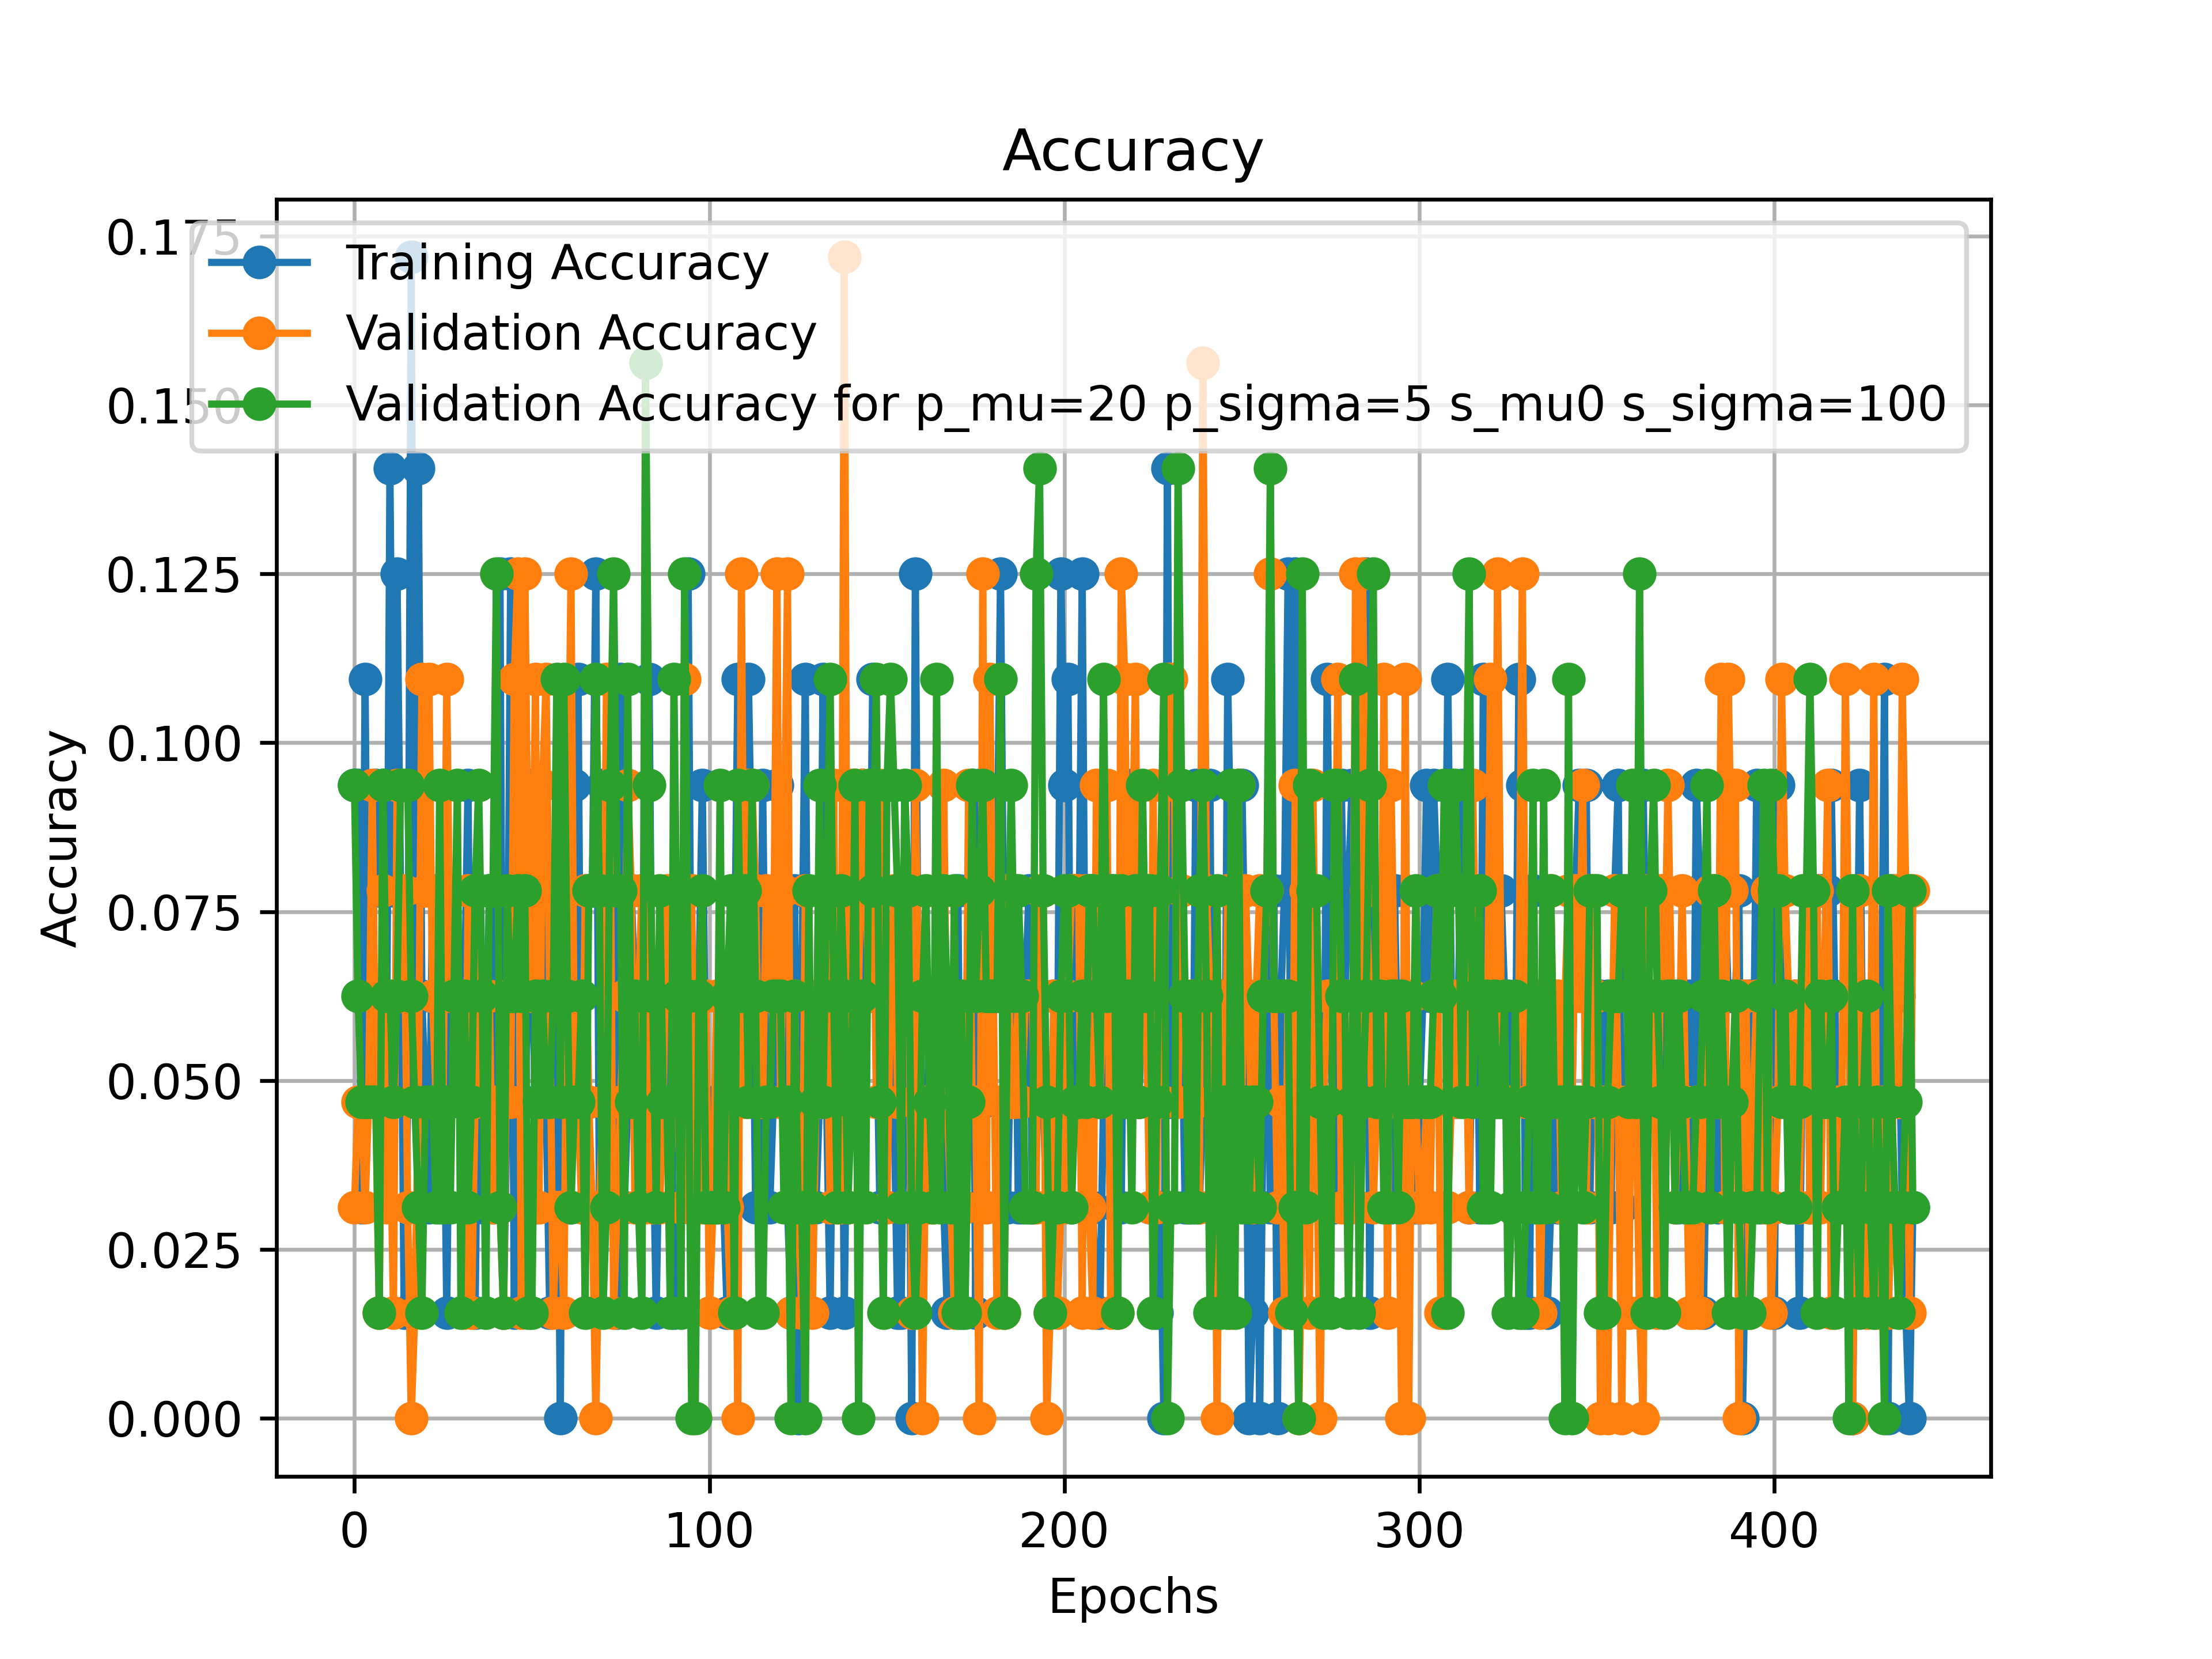 Accuracy
Training Accuracy
Validation Accuracy
Validation Accuracy for p_mu=20 p_sigma=5 s_mu0 s_sigma=100
Accuracy
0.175
0.150
0.125
0.100
0.075
0.050
0.025
0.000
0 100 200 300 400
Epochs